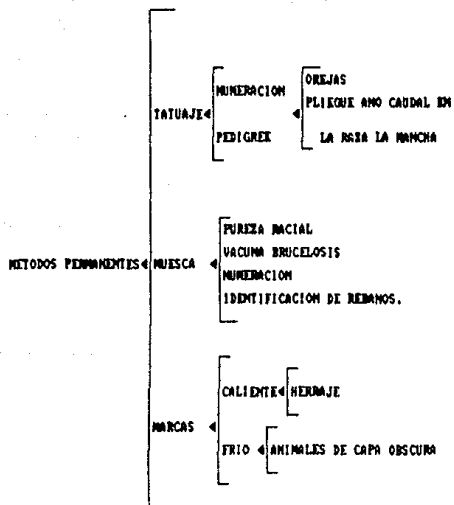 METODOS PERMANENTES
TATUAJE
NUMERACION
PEDIGREE
OREJAS
PLIEGUE ANO CAUDAL EN
LA RAZA LA MANCHA
MUESCA
PUREZA RACIAL
VACUNA BRUCELOSIS
NUMERACION
IDENTIFICACION DE REBANOS.
MARCAS
CALIENTE
HERRAJE
FRIO
ANIMALES DE CAPA OBSCURA